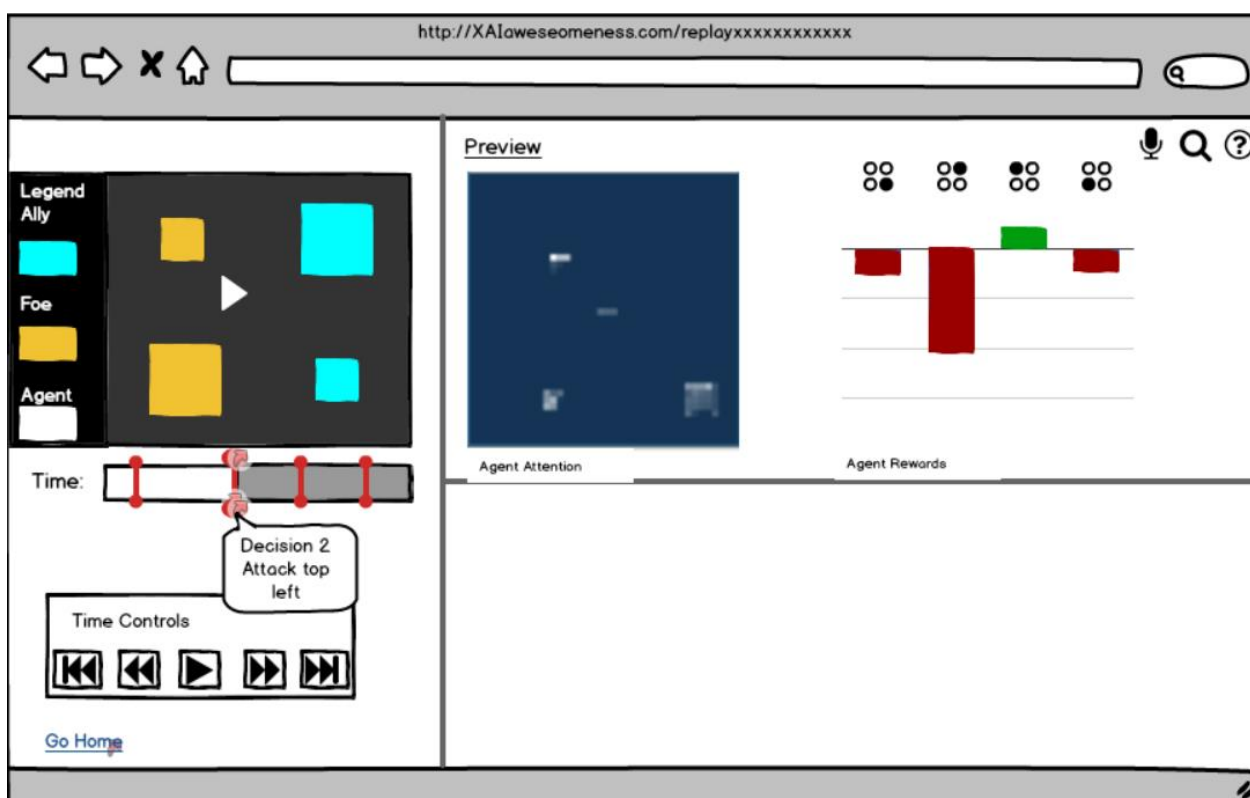 http://XAIaweseomeness.com/replayxxxxxxxxxxxx
Legend
Ally
Foe
Agent
Time:
Decision 2
Attack top
left
Time Controls
Go Home
Preview
Agent Attention
Agent Rewards